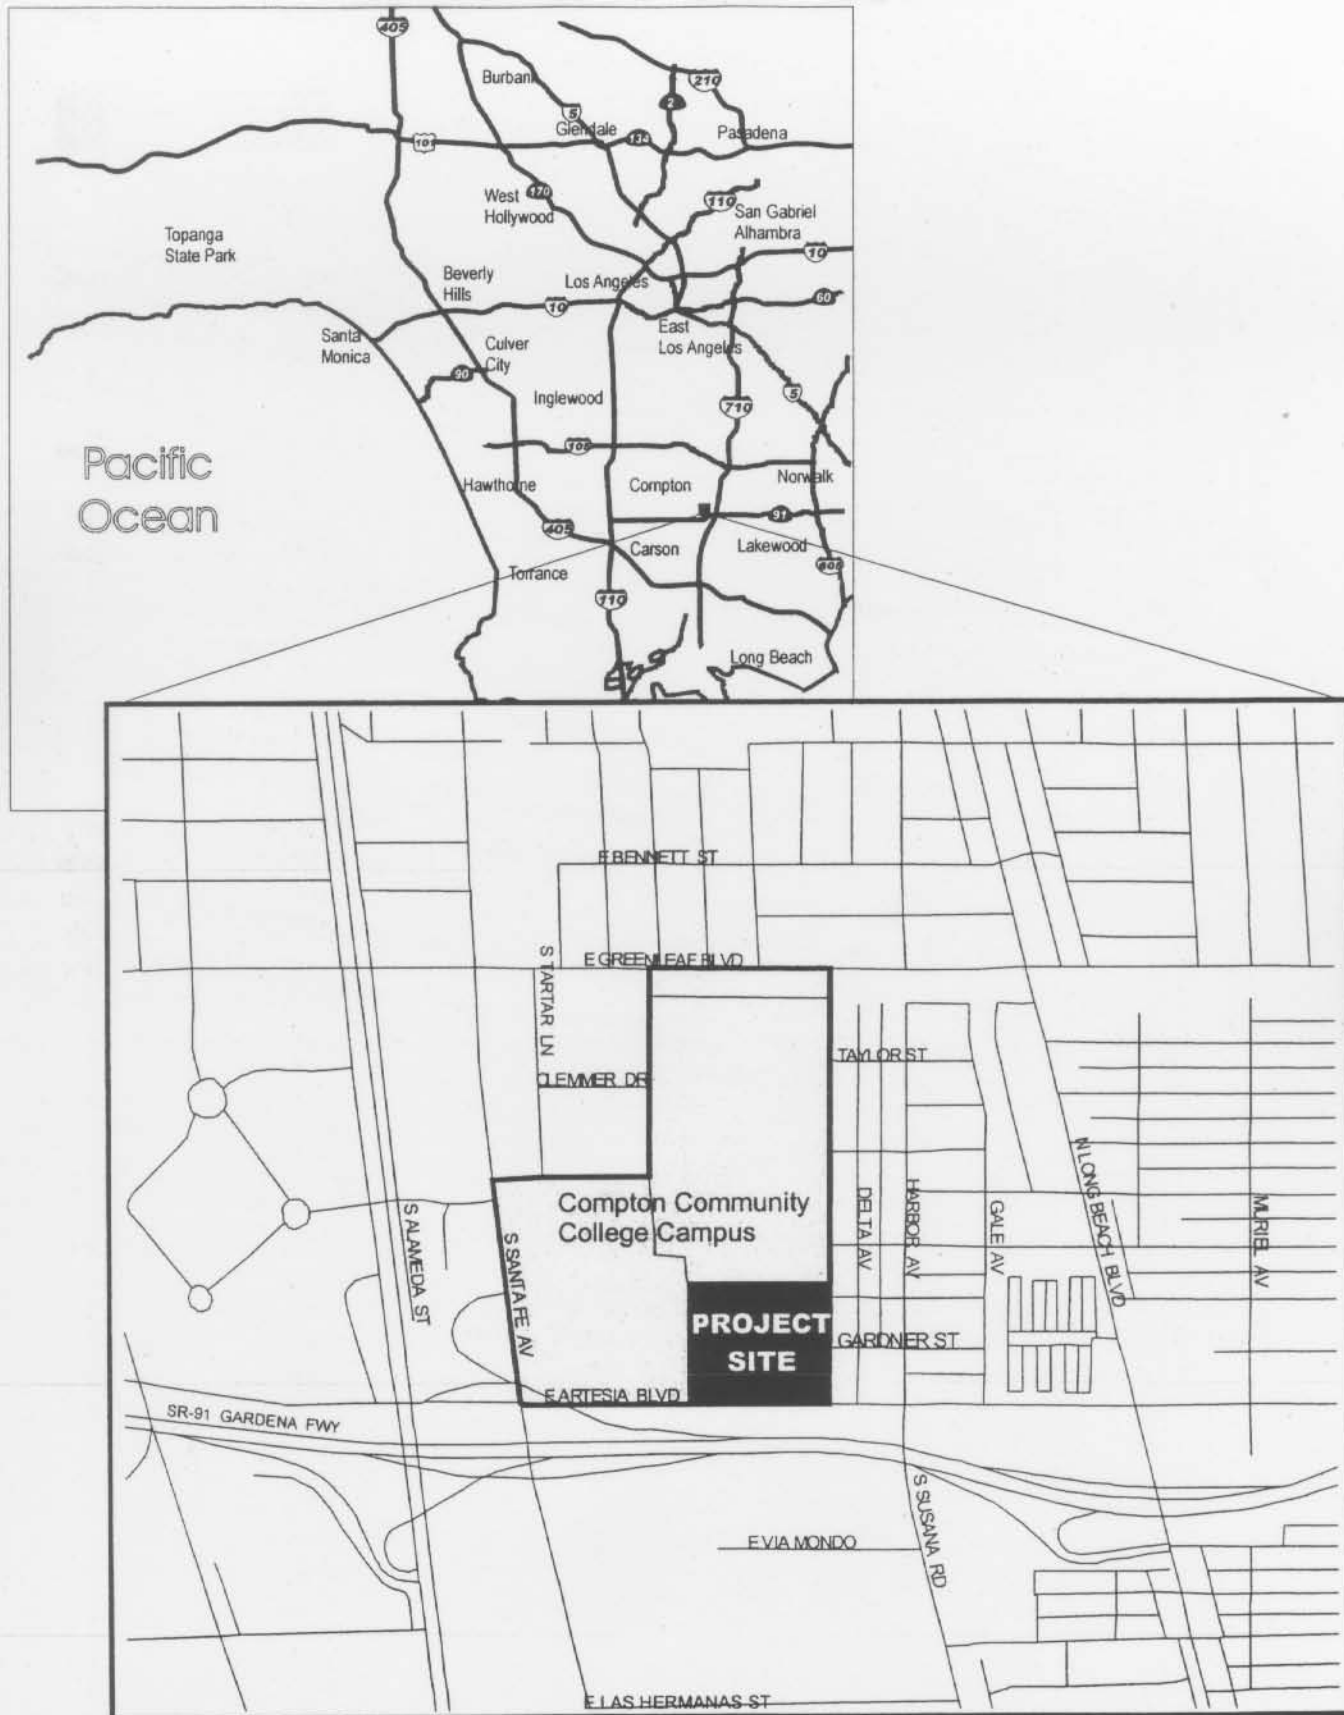 405
Burbank
210
5
2
Glendale
134
Pasadena
101
West
Hollywood
170
110
San Gabriel
Alhambra
Topanga
State Park
10
Beverly
Hills
Los Angeles
10
60
East
Los Angeles
Santa
Monica
Culver
City
90
5
Inglewood
710
105
Pacific
Ocean
Hawthorne
Compton
Norwalk
405
91
Carson
Lakewood
605
Torrance
110
Long Beach
E BENNETT ST
E GREENLEAF BLVD
S TARTAR LN
TAYLOR ST
CLEMMER DR
N LONG BEACH BLVD
Compton Community
College Campus
S ALAMEDA ST
S SANTA FE AV
DELTA AV
HARBOR AV
GALE AV
MURIEL AV
PROJECT
SITE
GARDNER ST
E ARTESIA BLVD
SR-91 GARDENA FWY
S SUSANA RD
E VIA MONDO
E LAS HERMANAS ST